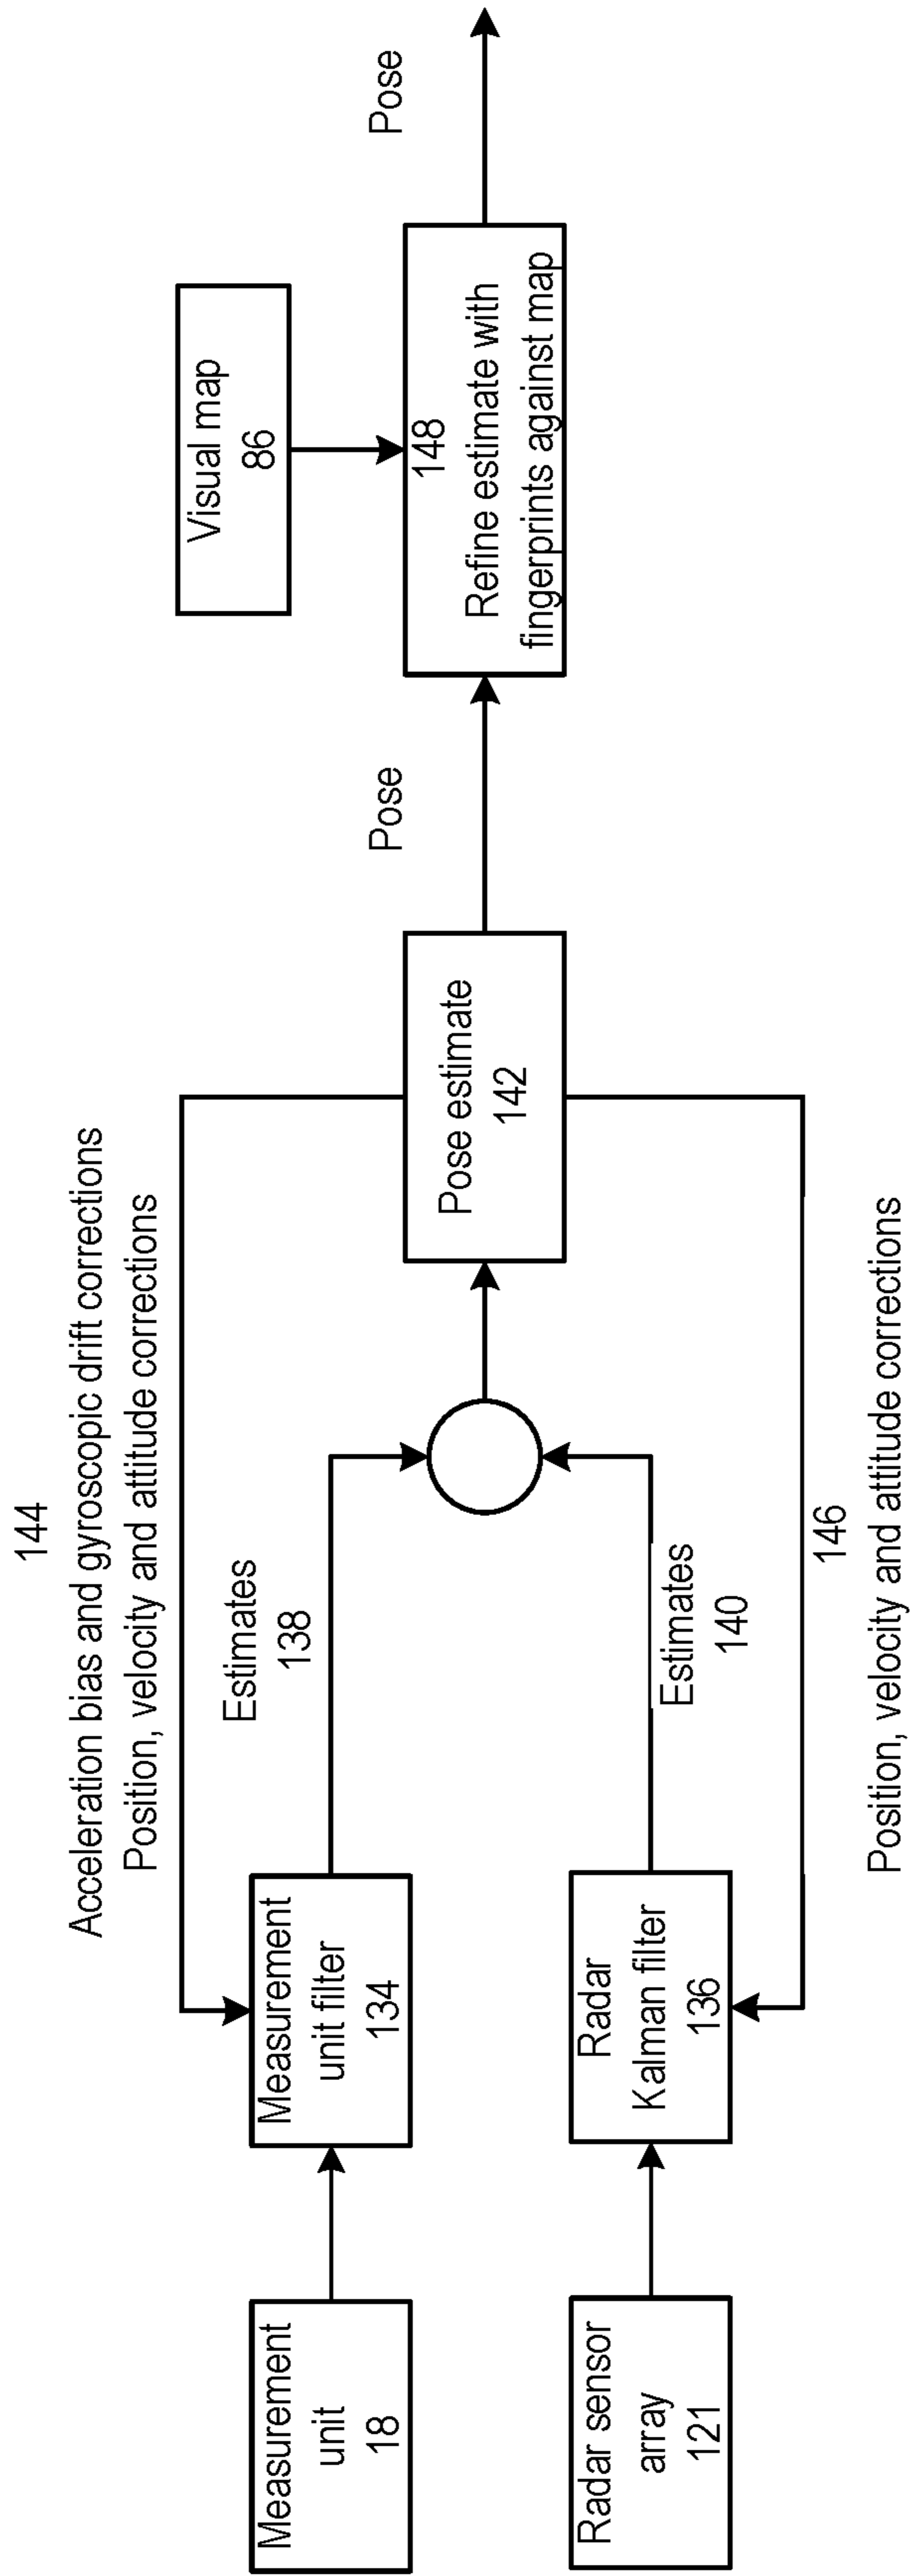 144
Acceleration bias and gyroscopic drift corrections
Position, velocity and attitude corrections
Measurement
unit
18
Measurement
unit filter
134
Estimates
138
Radar sensor
array
121
Radar
Kalman filter
136
Estimates
140
Pose estimate
142
146
Position, velocity and attitude corrections
Pose
Visual map
86
148
Refine estimate with
fingerprints against map
Pose